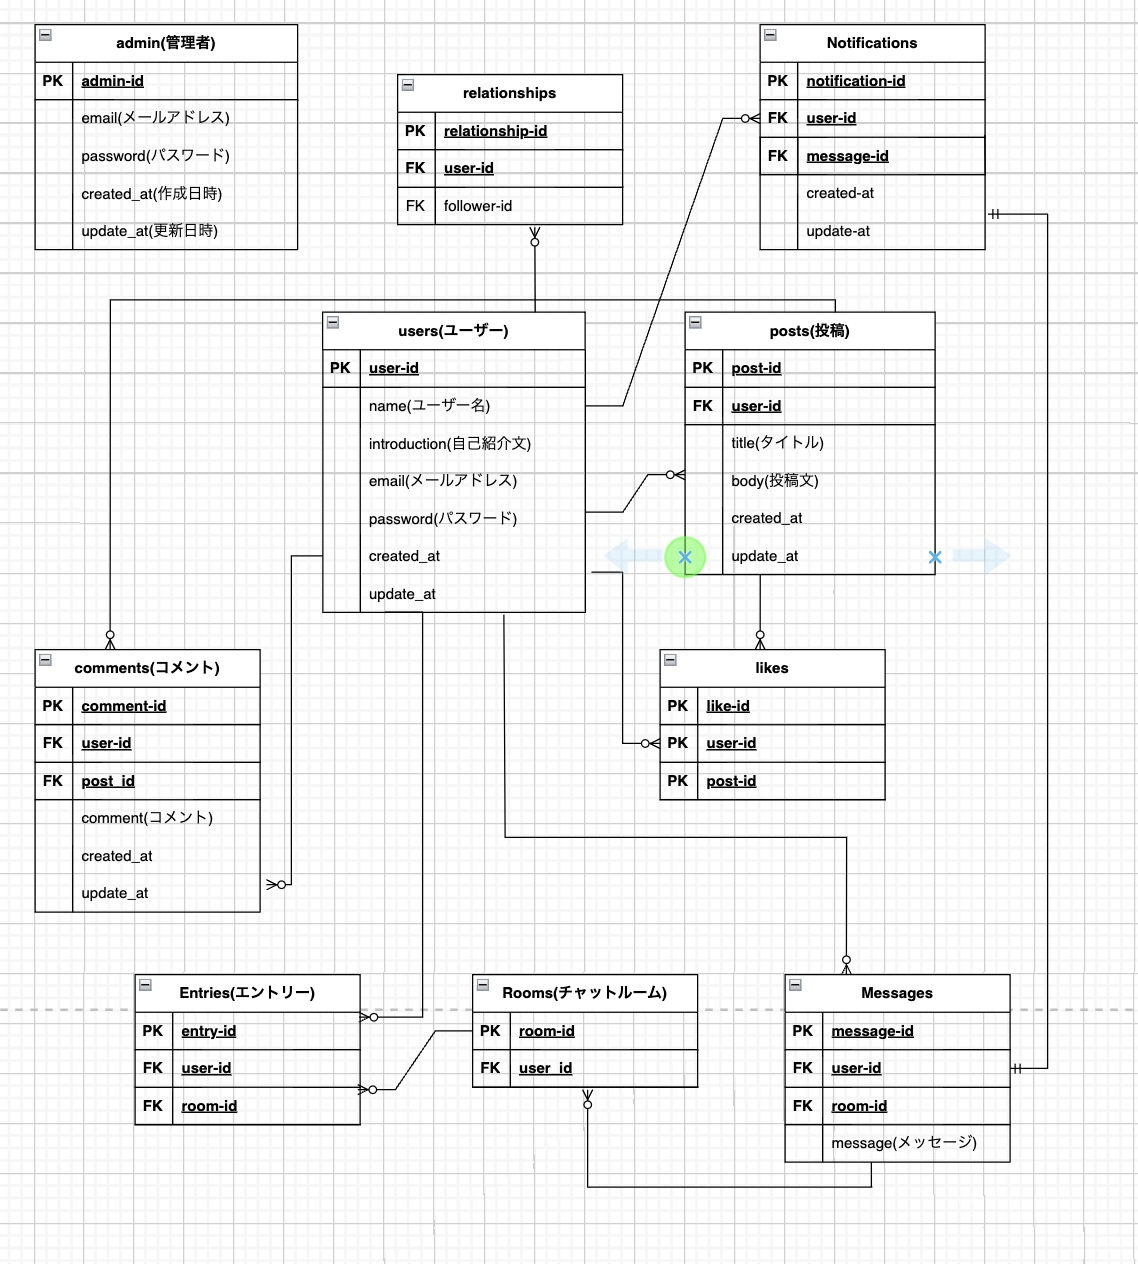 admin(管理者)
PK admin-id
email(メールアドレス)
password(パスワード)
created_at(作成日時)
update_at(更新日時)
relationships
PK relationship-id
FK user-id
FK follower-id
Notifications
PK notification-id
FK user-id
FK message-id
created-at
update-at
users(ユーザー)
PK user-id
name(ユーザー名)
introduction(自己紹介文)
email(メールアドレス)
password(パスワード)
created_at
update_at
posts(投稿)
PK post-id
FK user-id
title(タイトル)
body(投稿文)
created_at
update_at
comments(コメント)
PK comment-id
FK user-id
FK post_id
comment(コメント)
created_at
update_at
likes
PK like-id
PK user-id
PK post-id
Entries(エントリー)
PK entry-id
FK user-id
FK room-id
Rooms(チャットルーム)
PK room-id
FK user_id
Messages
PK message-id
FK user-id
FK room-id
message(メッセージ)